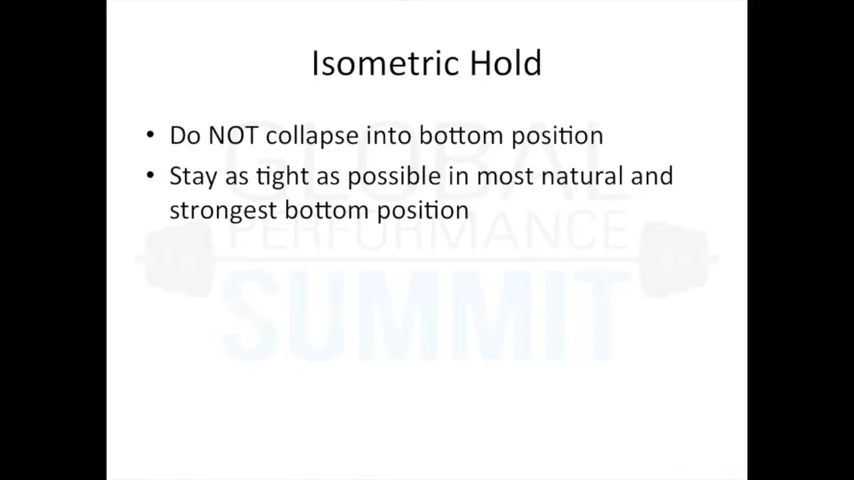 Isometric Hold
• Do NOT collapse into bottom position
• Stay as tight as possible in most natural and
strongest bottom position
GLOBAL
PERFORMANCE
SUMMIT